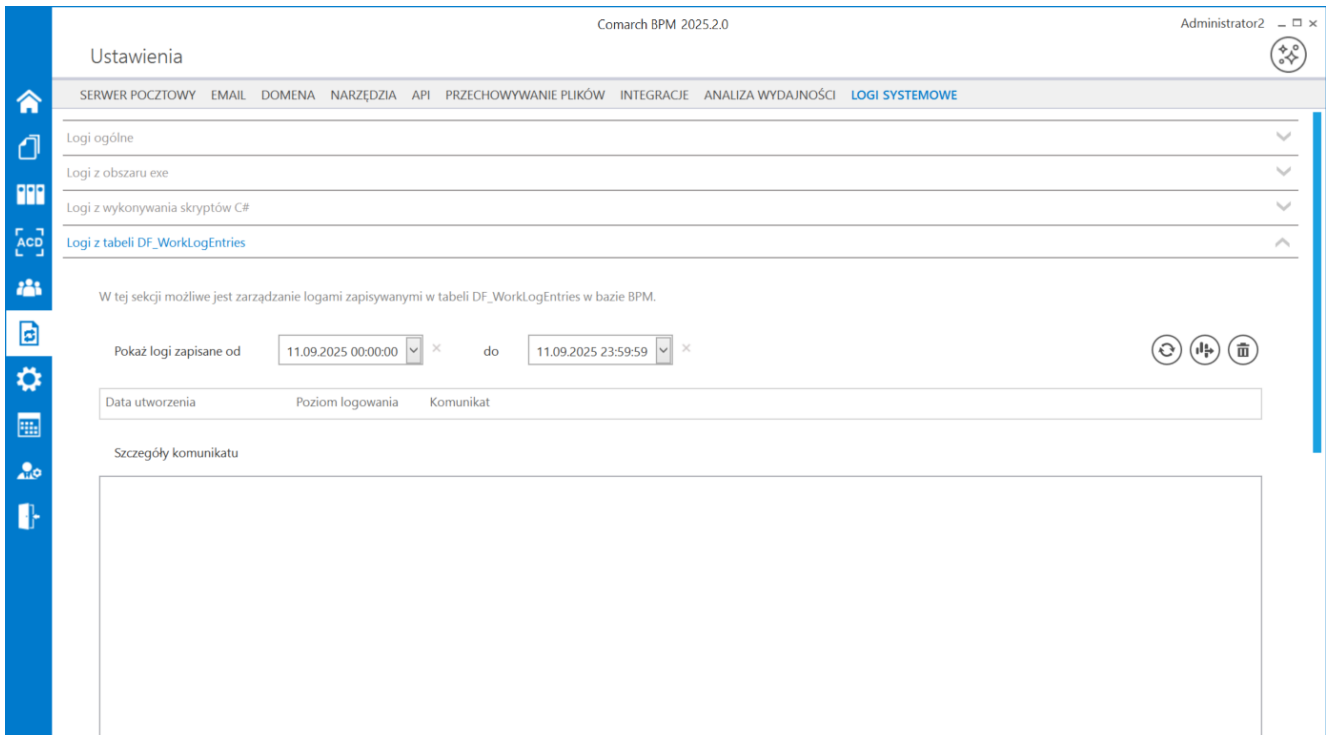 Comarch BPM 2025.2.0
Administrator2
Ustawienia
SERWER POCZTOWY EMAIL DOMENA NARZĘDZIA API PRZECHOWYWANIE PLIKÓW INTEGRACJE ANALIZA WYDAJNOŚCI LOGI SYSTEMOWE
Logi ogólne
Logi z obszaru exe
Logi z wykonywania skryptów C#
ACD
Logi z tabeli DF_WorkLogEntries
W tej sekcji możliwe jest zarządzanie logami zapisywanymi w tabeli DF_WorkLogEntries w bazie BPM.
Pokaż logi zapisane od 11.09.2025 00:00:00 do 11.09.2025 23:59:59
Data utworzenia Poziom logowania Komunikat
Szczegóły komunikatu